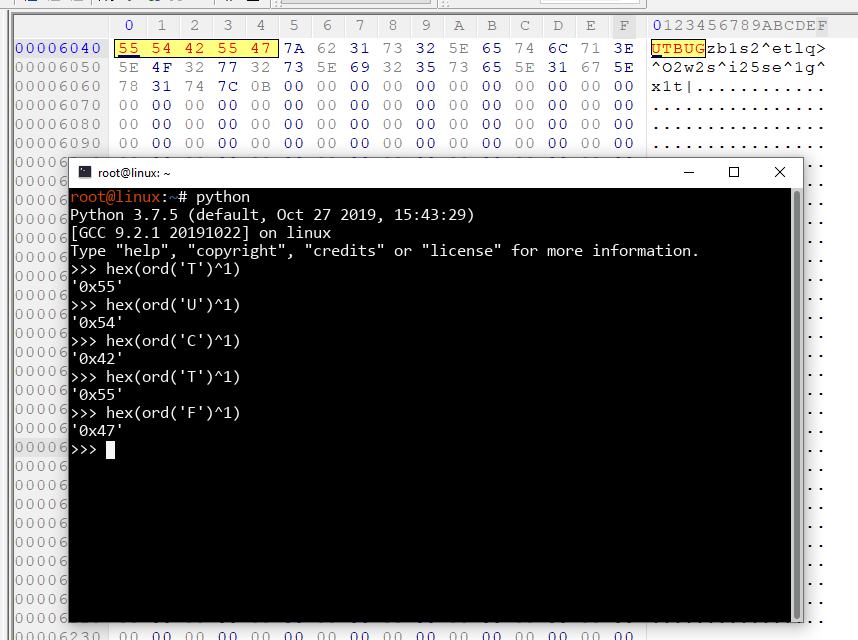 0 1 2 3 4 5 6 7 8 9 A B C D E F 0123456789ABCDEF
00006040 55 54 42 55 47 7A 62 31 73 32 5E 65 74 6C 71 3E UTBUGzb1s2^etlq>
00006050 5E 4F 32 77 32 73 5E 69 32 35 73 65 5E 31 67 5E ^O2w2s^i25se^1g^
00006060 78 31 74 7C 0B 00 00 00 00 00 00 00 00 00 00 00 x1t|............
00006070 00 00 00 00 00 00 00 00 00 00 00 00 00 00 00 00 ................
00006080 00 00 00 00 00 00 00 00 00 00 00 00 00 00 00 00 ................
00006090 00 00 00 00 00 00 00 00 00 00 00 00 00 00 00 00 ................
root@linux: ~
root@linux:~# python
Python 3.7.5 (default, Oct 27 2019, 15:43:29)
[GCC 9.2.1 20191022] on linux
Type "help", "copyright", "credits" or "license" for more information.
>>> hex(ord('T')^1)
'0x55'
>>> hex(ord('U')^1)
'0x54'
>>> hex(ord('C')^1)
'0x42'
>>> hex(ord('T')^1)
'0x55'
>>> hex(ord('F')^1)
'0x47'
>>>
00006230 00 00 00 00 00 00 00 00 00 00 00 00 00 00 00 00 ................